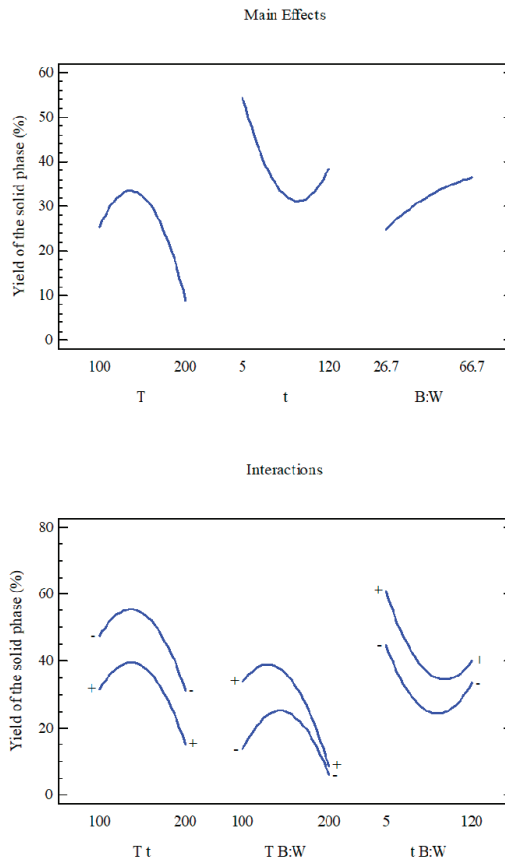 Main Effects
Yield of the solid phase (%)
60
50
40
30
20
10
0
100 200 5 120 26.7 66.7
T t B:W
Interactions
Yield of the solid phase (%)
80
60
40
20
0
+ - + - + - - + + - | -
100 200 100 200 5 120
T t T B:W t B:W